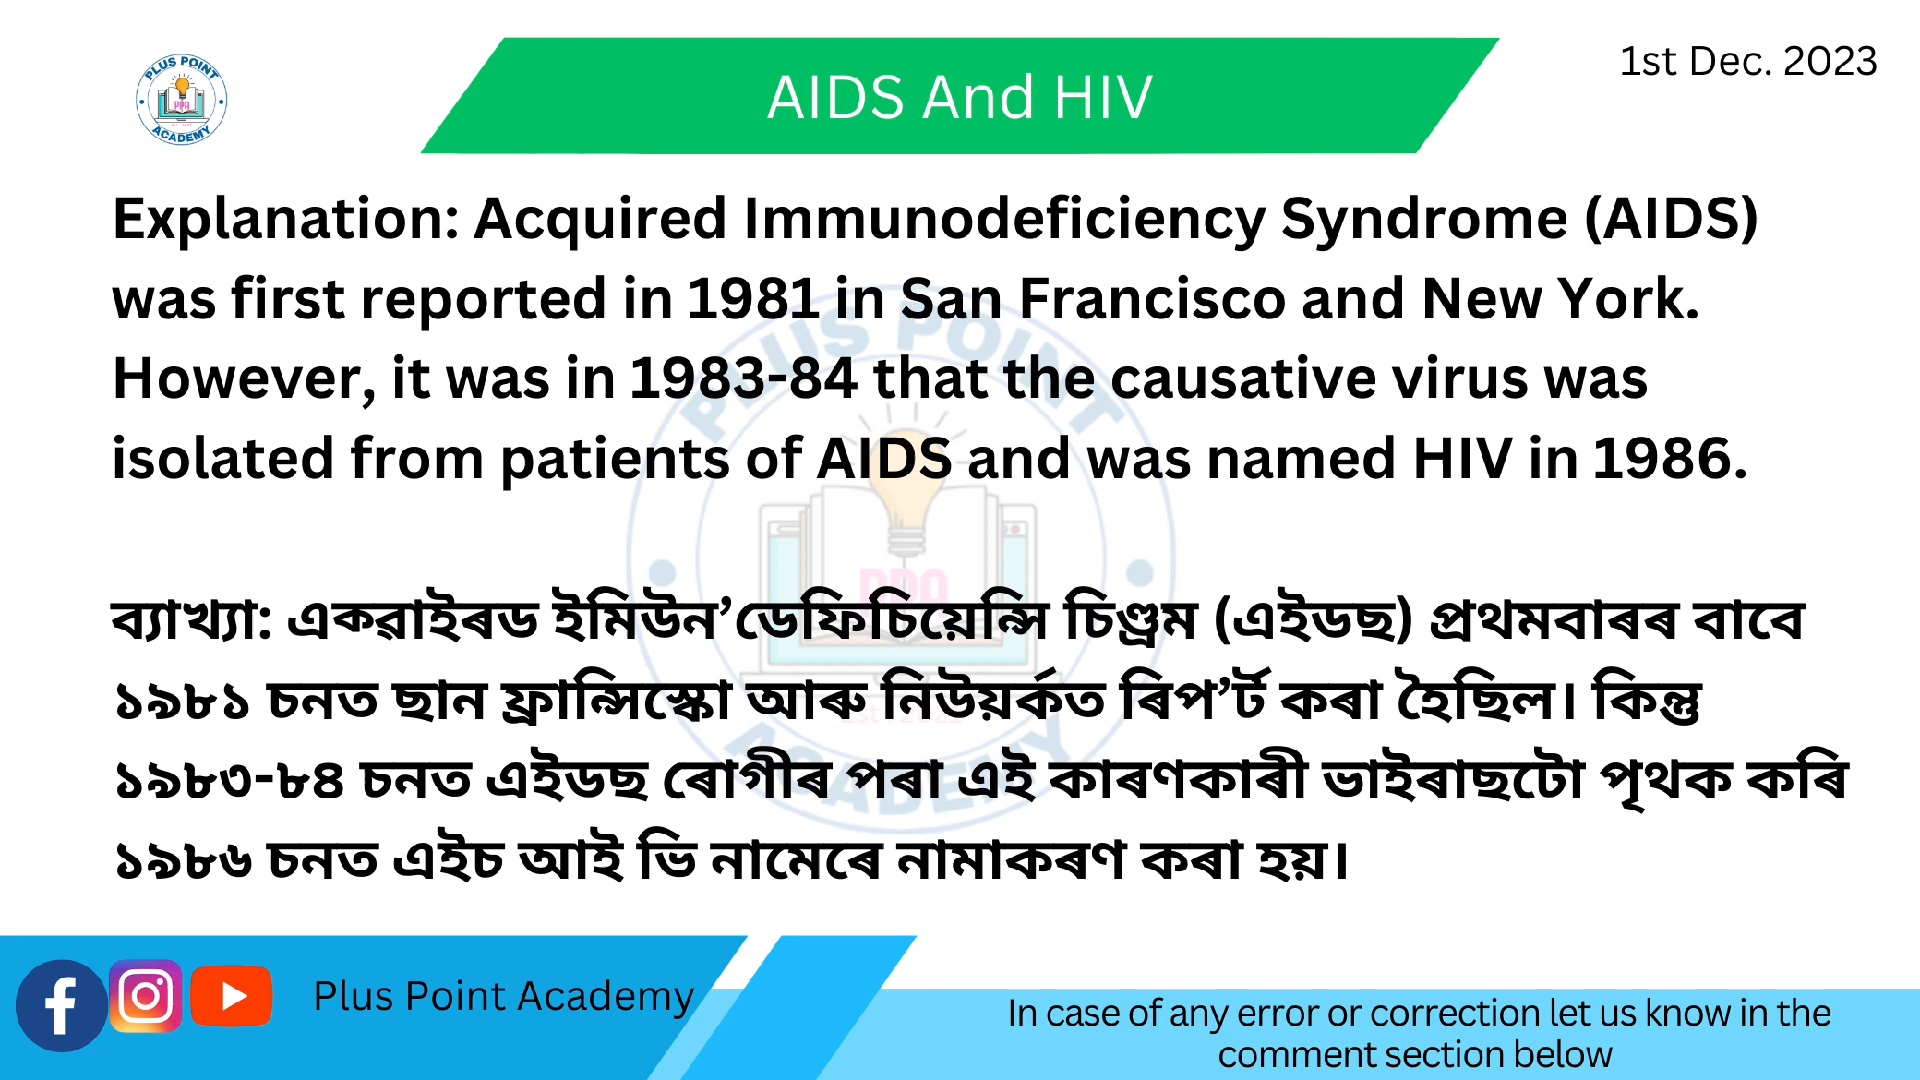 PLUS POINT
PPA
ACADEMY
AIDS And HIV
1st Dec. 2023
Explanation: Acquired Immunodeficiency Syndrome (AIDS)
was first reported in 1981 in San Francisco and New York.
However, it was in 1983-84 that the causative virus was
isolated from patients of AIDS and was named HIV in 1986.
PLUS POINT
PPA
ACADEMY
ব্যাখ্যা: একৱাইৰড ইমিউন’ডেফিচিয়েন্সি চিণ্ড্ৰম (এইডছ) প্ৰথমবাৰৰ বাবে
১৯৮১ চনত ছান ফ্ৰান্সিস্কো আৰু নিউয়ৰ্কত ৰিপ’ৰ্ট কৰা হৈছিল। কিন্তু
১৯৮৩-৮৪ চনত এইডছ ৰোগীৰ পৰা এই কাৰণকাৰী ভাইৰাছটো পৃথক কৰি
১৯৮৬ চনত এইচ আই ভি নামেৰে নামাকৰণ কৰা হয়।
Plus Point Academy
In case of any error or correction let us know in the
comment section below